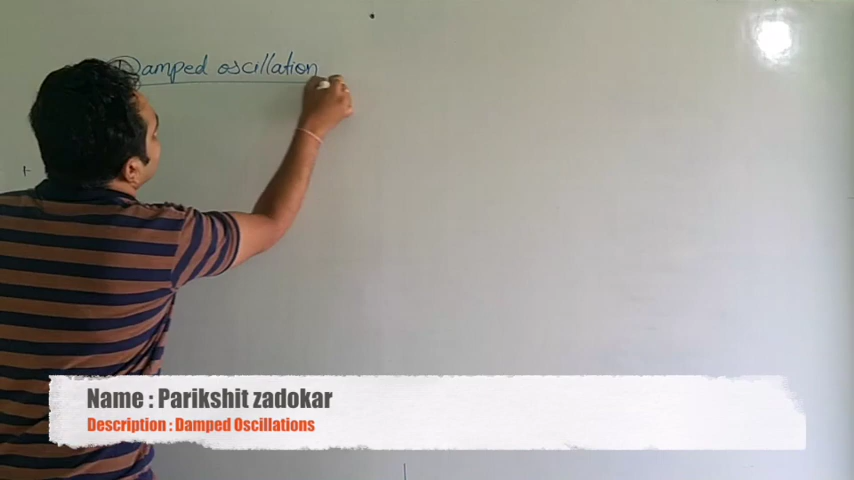 Damped oscillation
Name : Parikshit zadokar
Description : Damped Oscillations